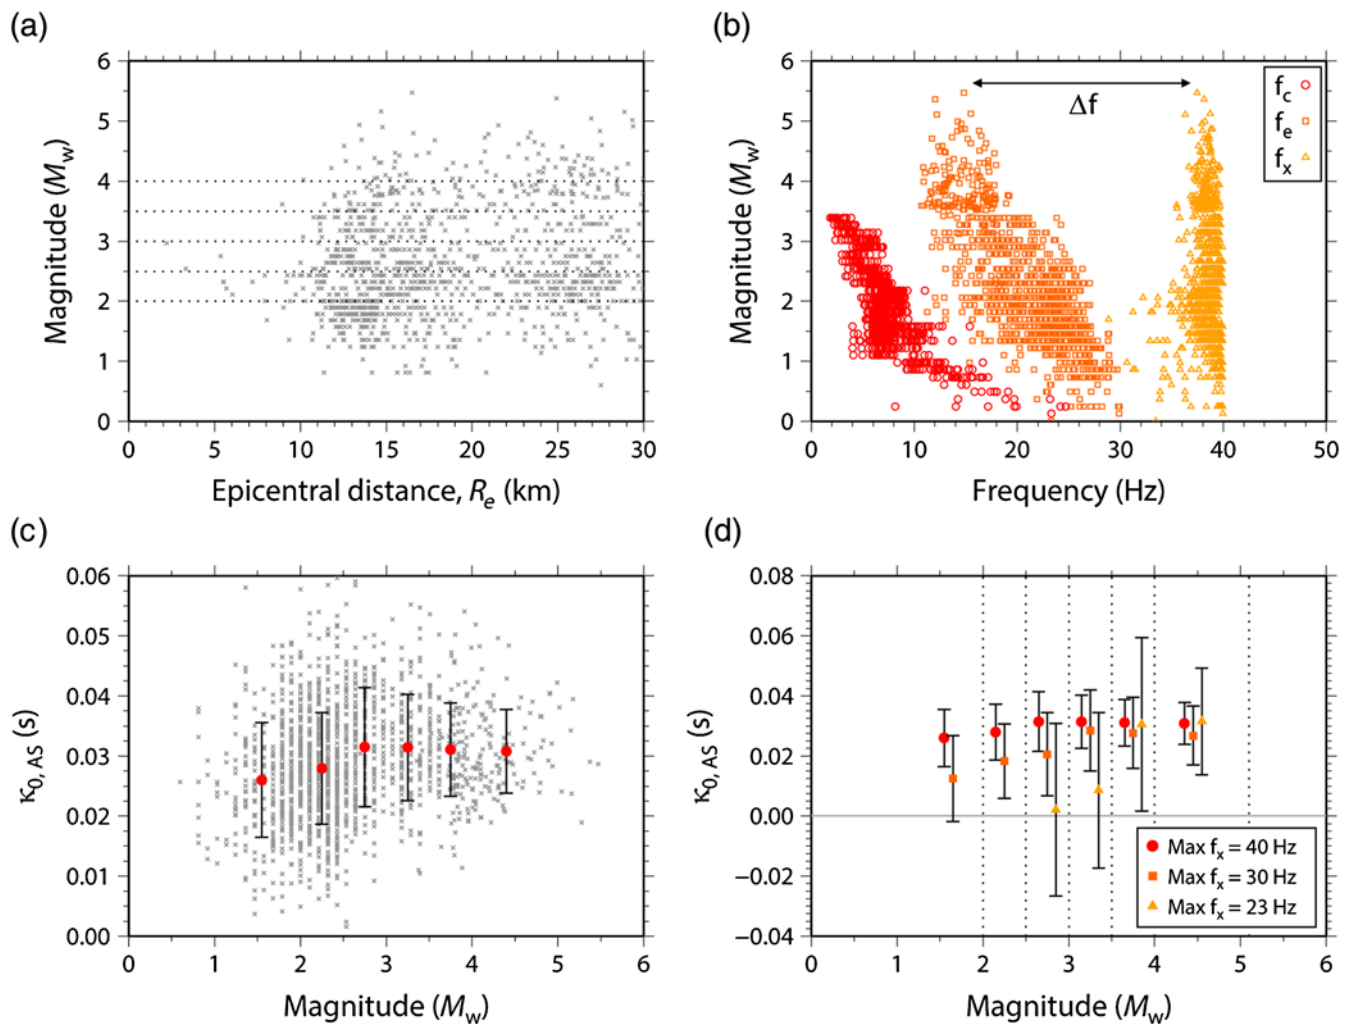 (a)
6
5
4
3
2
1
0
Magnitude (Mw)
0 5 10 15 20 25 30
Epicentral distance, Re (km)
(b)
6
5
4
3
2
1
0
Magnitude (Mw)
Δf
fc
fe
fx
0 10 20 30 40 50
Frequency (Hz)
(c)
0.06
0.05
0.04
0.03
0.02
0.01
0.00
κ0, AS (s)
0 1 2 3 4 5 6
Magnitude (Mw)
(d)
0.08
0.06
0.04
0.02
0.00
−0.02
−0.04
κ0, AS (s)
Max fx = 40 Hz
Max fx = 30 Hz
Max fx = 23 Hz
0 1 2 3 4 5 6
Magnitude (Mw)